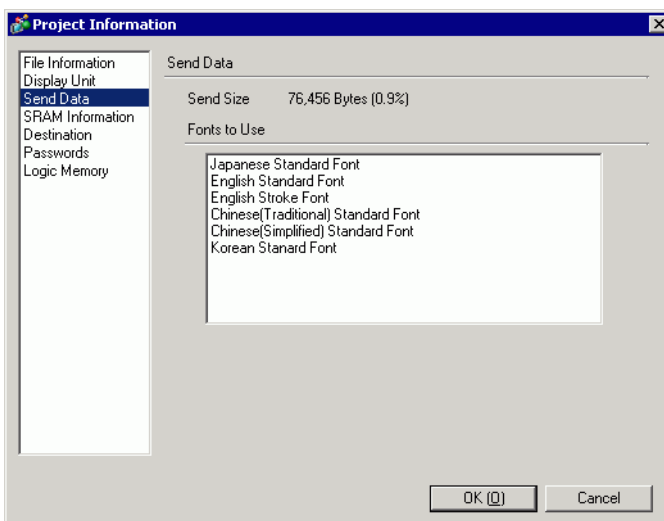 Project Information
File Information
Display Unit
Send Data
SRAM Information
Destination
Passwords
Logic Memory
Send Data
Send Size 76,456 Bytes (0.9%)
Fonts to Use
Japanese Standard Font
English Standard Font
English Stroke Font
Chinese(Traditional) Standard Font
Chinese(Simplified) Standard Font
Korean Stanard Font
OK (O) Cancel